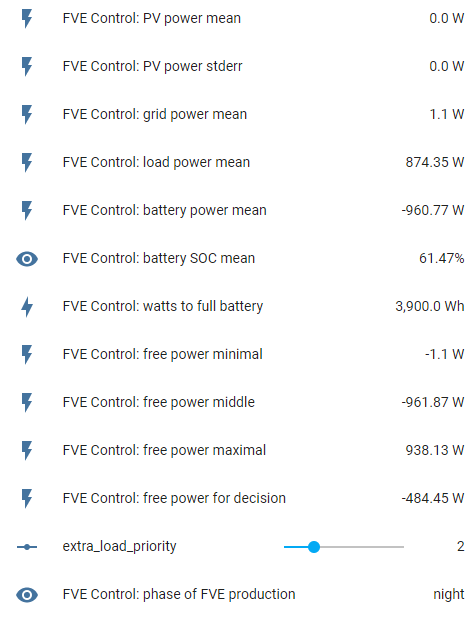 FVE Control: PV power mean 0.0 W
FVE Control: PV power stderr 0.0 W
FVE Control: grid power mean 1.1 W
FVE Control: load power mean 874.35 W
FVE Control: battery power mean -960.77 W
FVE Control: battery SOC mean 61.47%
FVE Control: watts to full battery 3,900.0 Wh
FVE Control: free power minimal -1.1 W
FVE Control: free power middle -961.87 W
FVE Control: free power maximal 938.13 W
FVE Control: free power for decision -484.45 W
extra_load_priority 2
FVE Control: phase of FVE production night